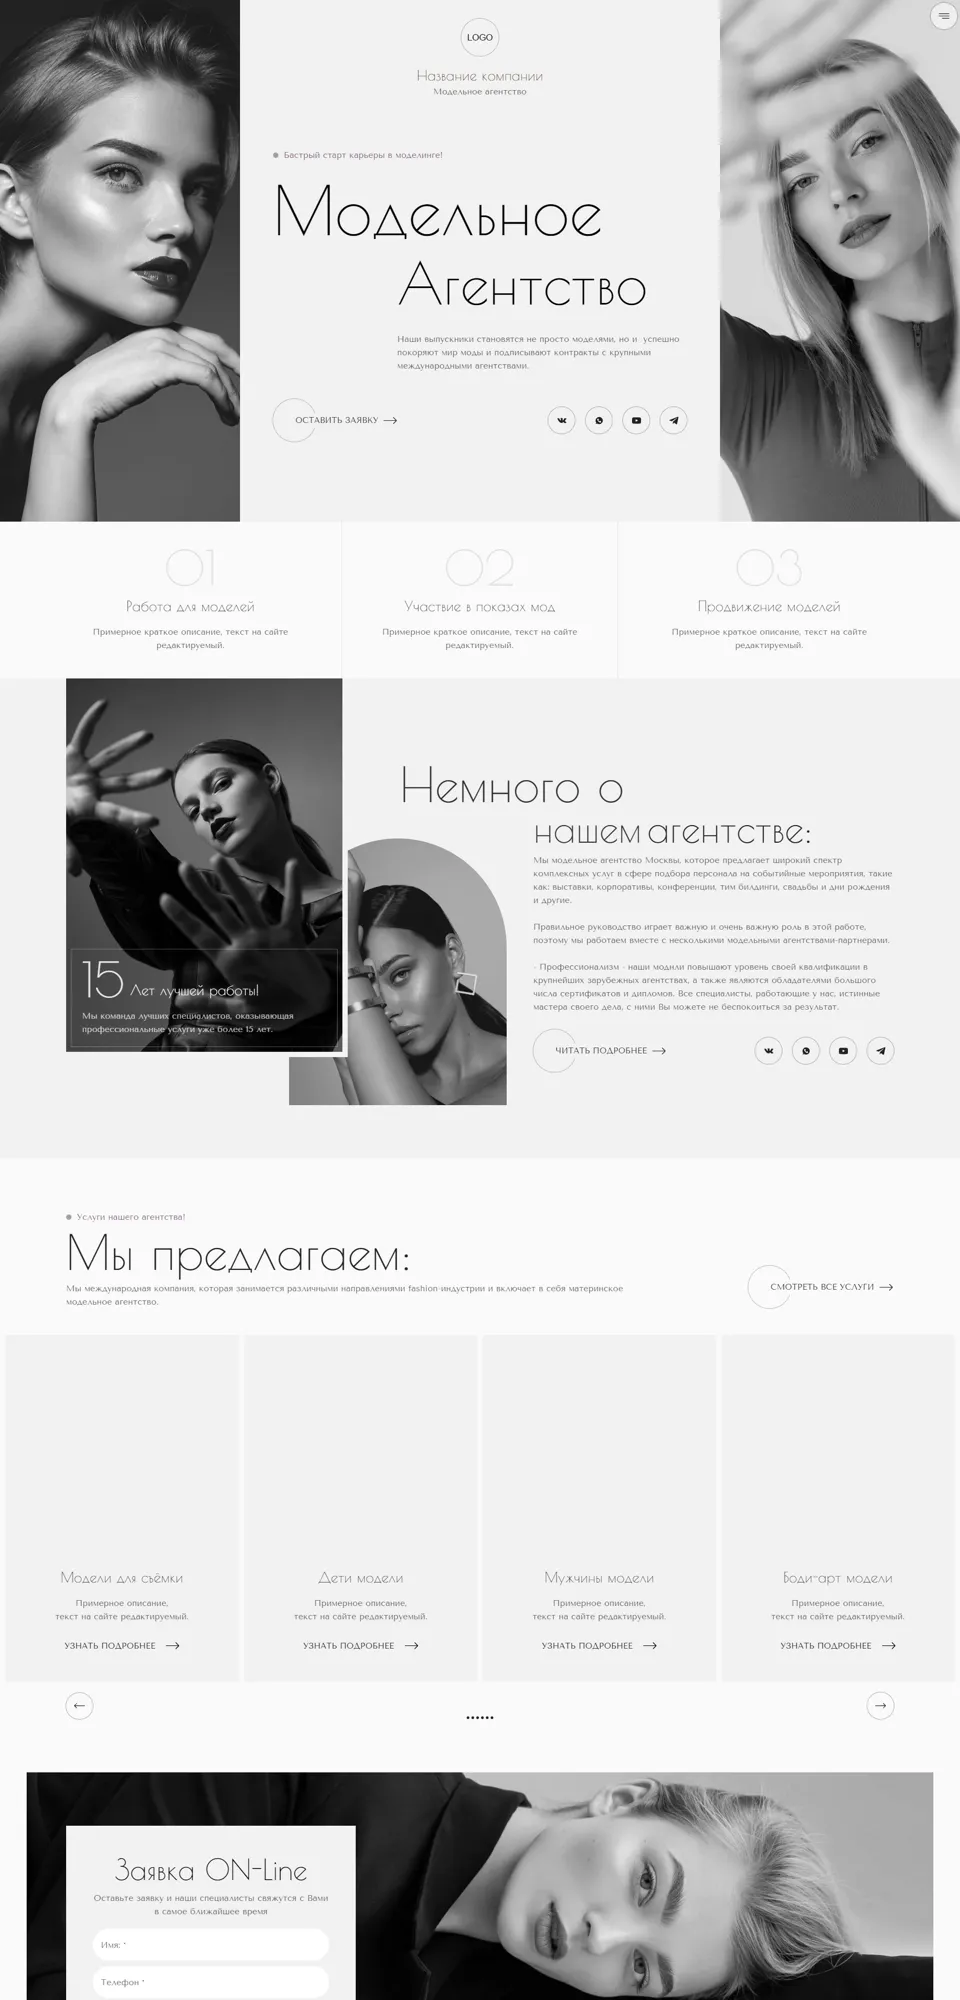 LOGO
Название компании
Модельное агентство
Бастрый старт карьеры в моделинге!
Модельное
Агентство
Наши выпускники становятся не просто моделями, но и успешно
покоряют мир моды и подписывают контракты с крупными
международными агентствами.
ОСТАВИТЬ ЗАЯВКУ
01
02
03
Работа для моделей
Участие в показах мод
Продвижение моделей
Примерное краткое описание, текст на сайте
редактируемый.
Примерное краткое описание, текст на сайте
редактируемый.
Примерное краткое описание, текст на сайте
редактируемый.
Немного о
нашем агентстве:
Мы модельное агентство Москвы, которое предлагает широкий спектр
комплексных услуг в сфере подбора персонала на событийные мероприятия, такие
как: выставки, корпоративы, конференции, тим билдинги, свадьбы и дни рождения
и другие.
Правильное руководство играет важную и очень важную роль в этой работе,
поэтому мы работаем вместе с несколькими модельными агентствами-партнерами.
- Профессионализм - наши моднли повышают уровень своей квалификации в
крупнейших зарубежных агентствах, а также являются обладателями большого
числа сертификатов и дипломов. Все специалисты, работающие у нас, истинные
мастера своего дела, с ними Вы можете не беспокоиться за результат.
15 Лет лучшей работы!
Мы команда лучших специалистов, оказывающая
профессиональные услуги уже более 15 лет.
ЧИТАТЬ ПОДРОБНЕЕ
Услуги нашего агентства!
Мы предлагаем:
Мы международная компания, которая занимается различными направлениями fashion-индустрии и включает в себя материнское
модельное агентство.
СМОТРЕТЬ ВСЕ УСЛУГИ
Модели для съёмки
Примерное описание,
текст на сайте редактируемый.
УЗНАТЬ ПОДРОБНЕЕ
Дети модели
Примерное описание,
текст на сайте редактируемый.
УЗНАТЬ ПОДРОБНЕЕ
Мужчины модели
Примерное описание,
текст на сайте редактируемый.
УЗНАТЬ ПОДРОБНЕЕ
Боди-арт модели
Примерное описание,
текст на сайте редактируемый.
УЗНАТЬ ПОДРОБНЕЕ
Заявка ON-Line
Оставьте заявку и наши специалисты свяжутся с Вами
в самое ближайшее время
Имя: *
Телефон *